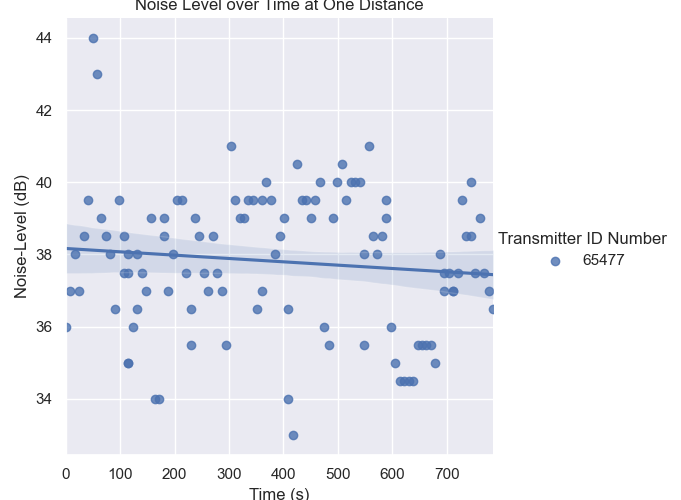 Noise Level over Time at One Distance
44
42
40
38
36
34
Noise-Level (dB)
0 100 200 300 400 500 600 700
Time (s)
Transmitter ID Number
65477